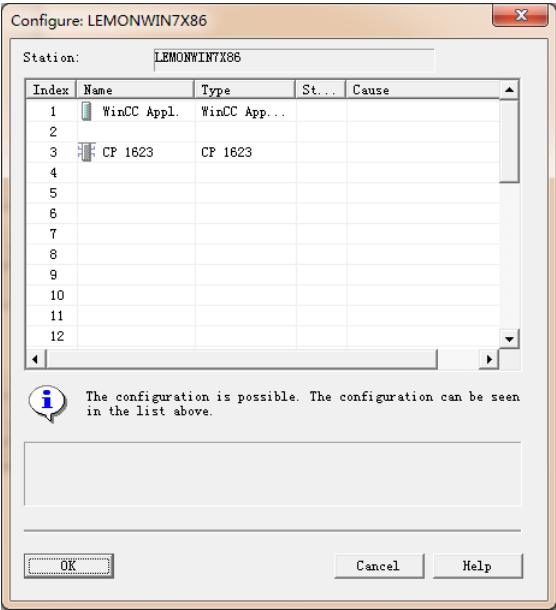 Configure: LEMONWIN7X86
Station: LEMONWIN7X86
Index Name Type St... Cause
1 WinCC Appl. WinCC App...
2
3 CP 1623 CP 1623
4
5
6
7
8
9
10
11
12
The configuration is possible. The configuration can be seen
in the list above.
OK Cancel Help